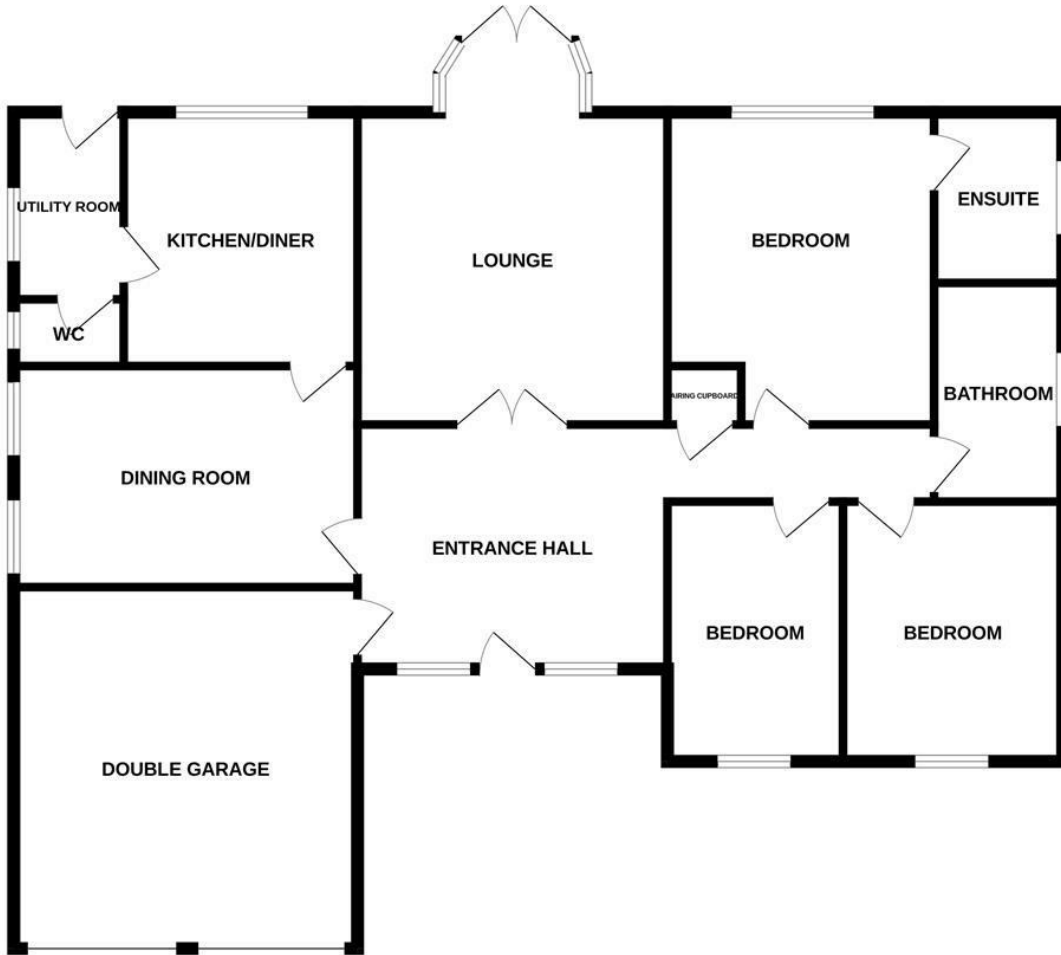 UTILITY ROOM
KITCHEN/DINER
LOUNGE
BEDROOM
ENSUITE
WC
AIRING CUPBOARD
BATHROOM
DINING ROOM
ENTRANCE HALL
BEDROOM
BEDROOM
DOUBLE GARAGE